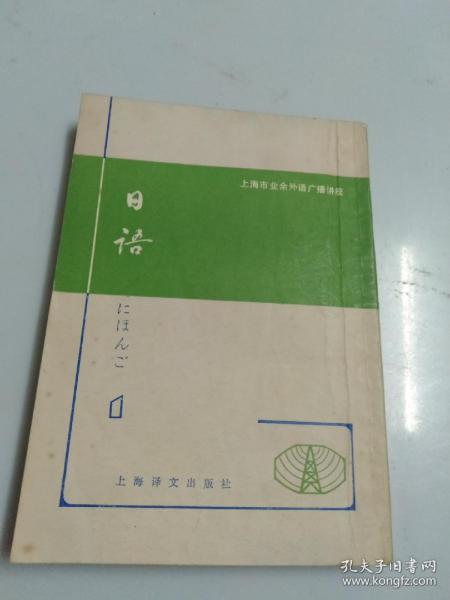 上海市业余外语广播讲授
日语
にほんご
1
上海译文出版社
孔夫子旧书网
www.kongfz.com